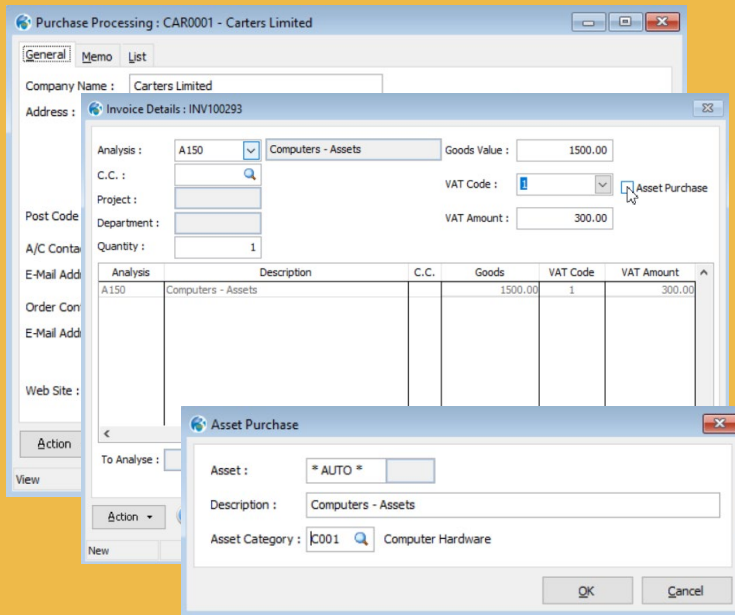 Purchase Processing : CAR0001 - Carters Limited
General Memo List
Company Name : Carters Limited
Address :
Post Code
A/C Conta
E-Mail Addr
Order Con
E-Mail Addr
Web Site :
Action
View
Invoice Details : INV100293
Analysis : A150 Computers - Assets Goods Value : 1500.00
C.C. : VAT Code : 1 Asset Purchase
Project :
Department : VAT Amount : 300.00
Quantity : 1
Analysis Description C.C. Goods VAT Code VAT Amount
A150 Computers - Assets 1500.00 1 300.00
To Analyse :
Action
New
Asset Purchase
Asset : * AUTO *
Description : Computers - Assets
Asset Category : C001 Computer Hardware
OK Cancel